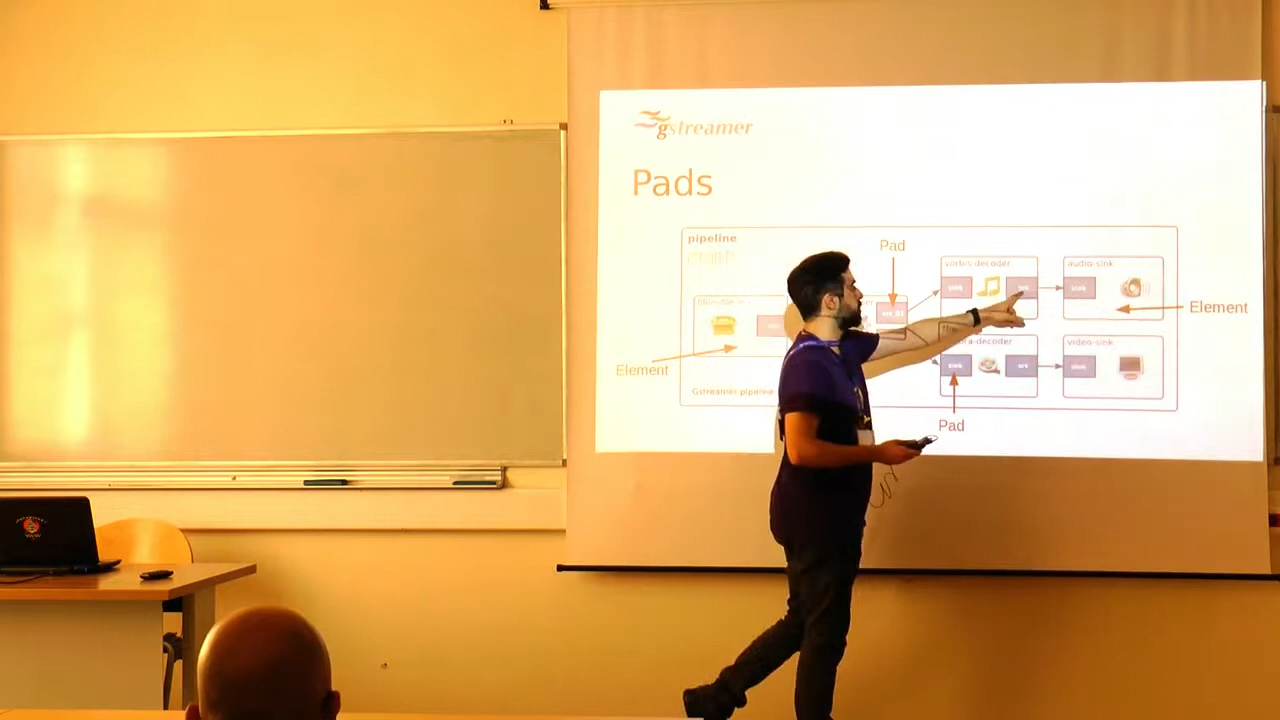 gstreamer
Pads
pipeline
Pad
vorbis-decoder
audio-sink
sink
src
sink
src_01
Element
Element
video-sink
sink
src
sink
Gstreamer pipeline
Pad